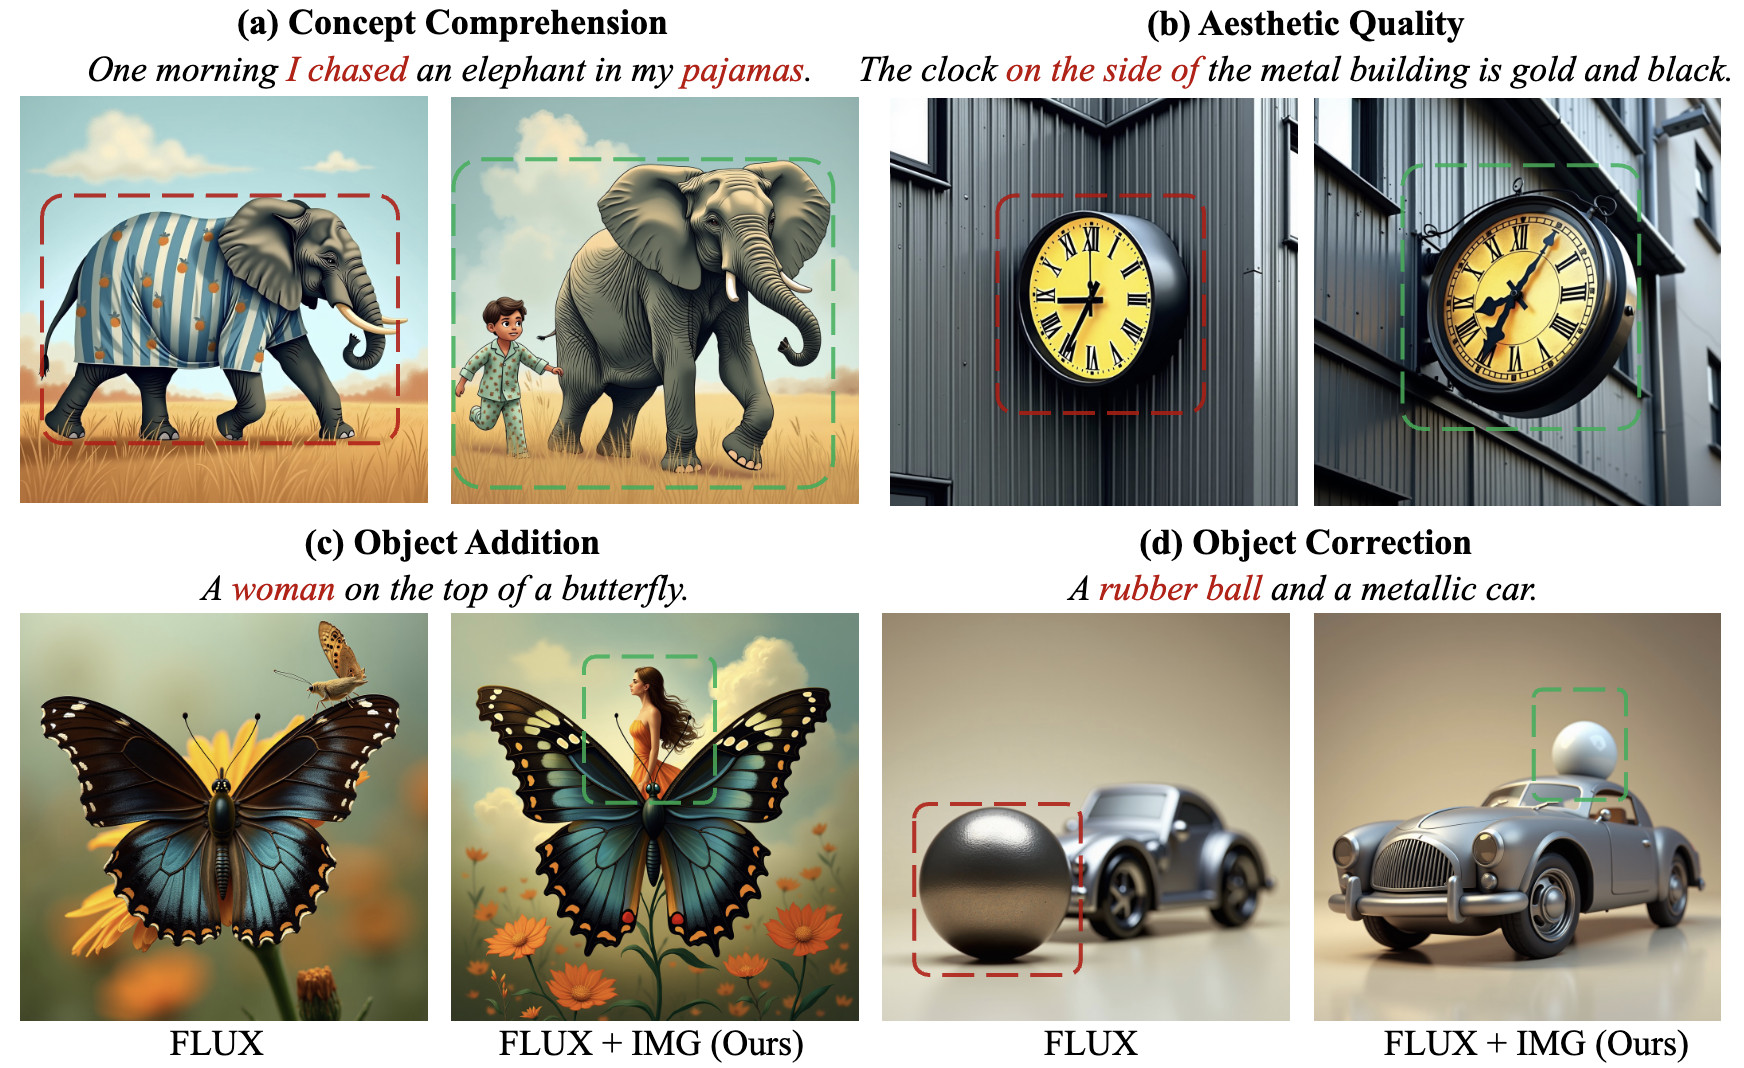 (a) Concept Comprehension
One morning I chased an elephant in my pajamas.
(b) Aesthetic Quality
The clock on the side of the metal building is gold and black.
(c) Object Addition
A woman on the top of a butterfly.
(d) Object Correction
A rubber ball and a metallic car.
FLUX
FLUX + IMG (Ours)
FLUX
FLUX + IMG (Ours)